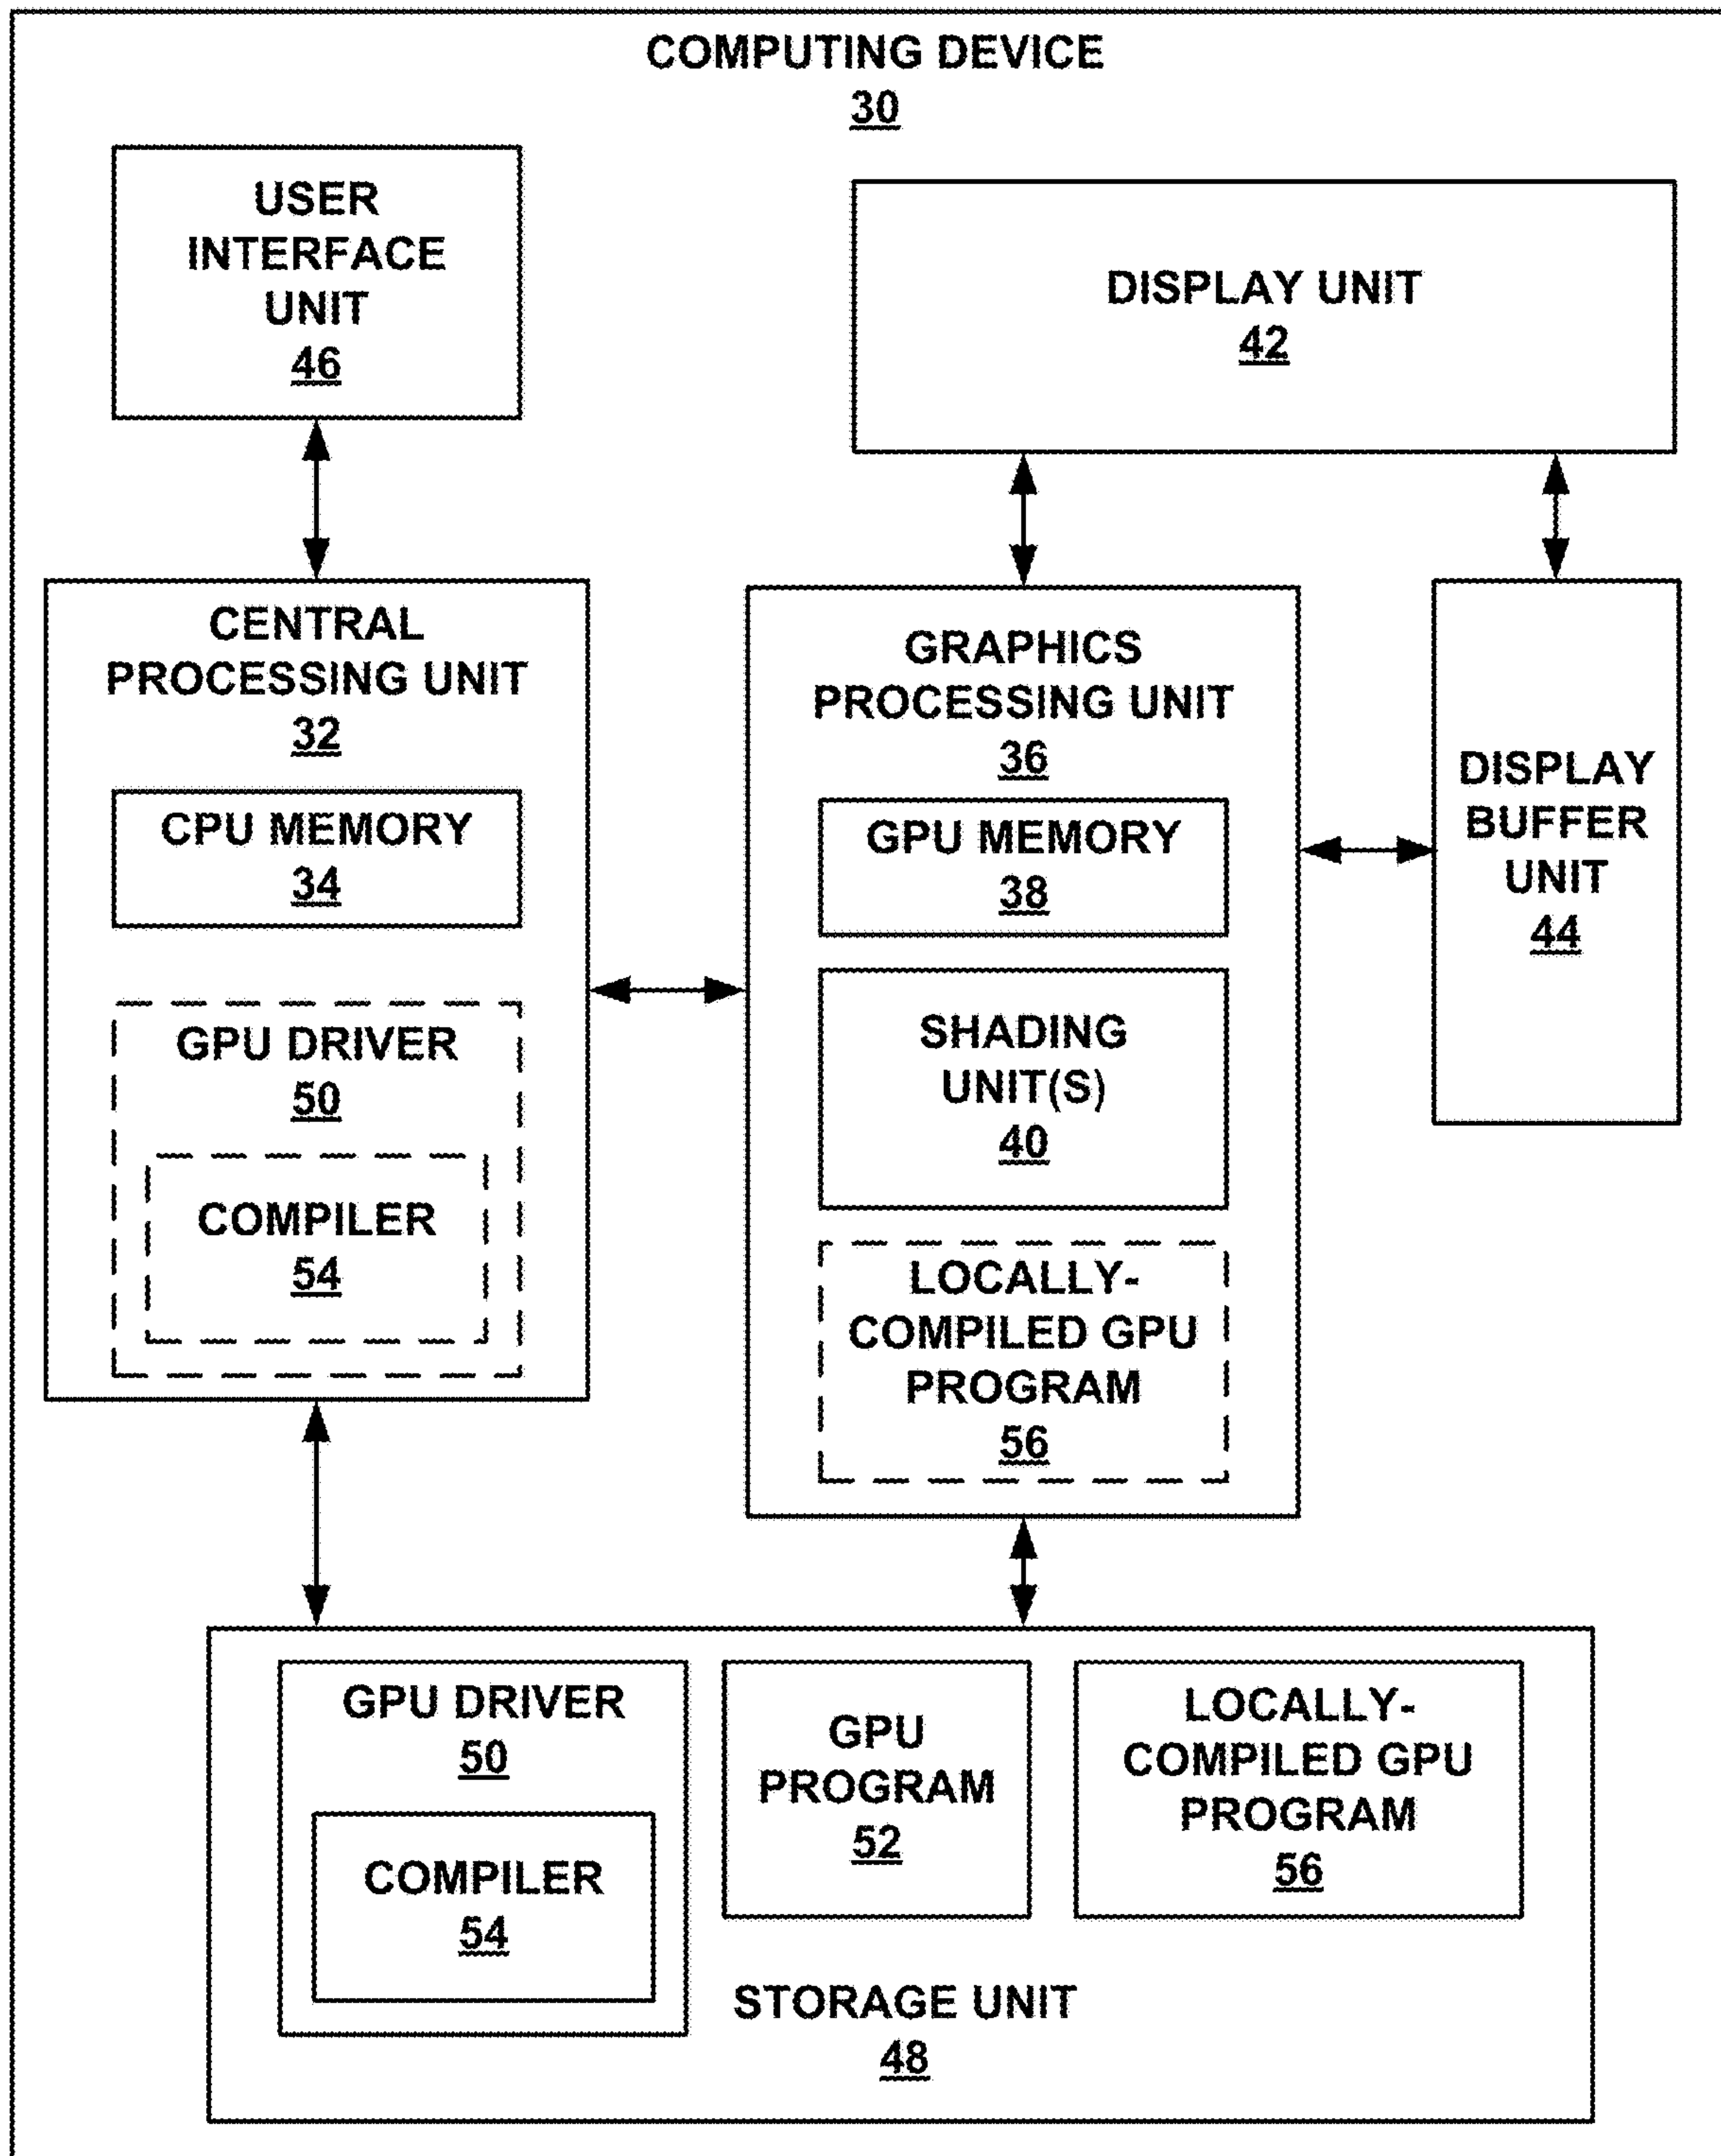 COMPUTING DEVICE
30
USER
INTERFACE
UNIT
46
DISPLAY UNIT
42
CENTRAL
PROCESSING UNIT
32
CPU MEMORY
34
GPU DRIVER
50
COMPILER
54
GRAPHICS
PROCESSING UNIT
36
GPU MEMORY
38
SHADING
UNIT(S)
40
LOCALLY-
COMPILED GPU
PROGRAM
56
DISPLAY
BUFFER
UNIT
44
GPU DRIVER
50
COMPILER
54
GPU
PROGRAM
52
LOCALLY-
COMPILED GPU
PROGRAM
56
STORAGE UNIT
48